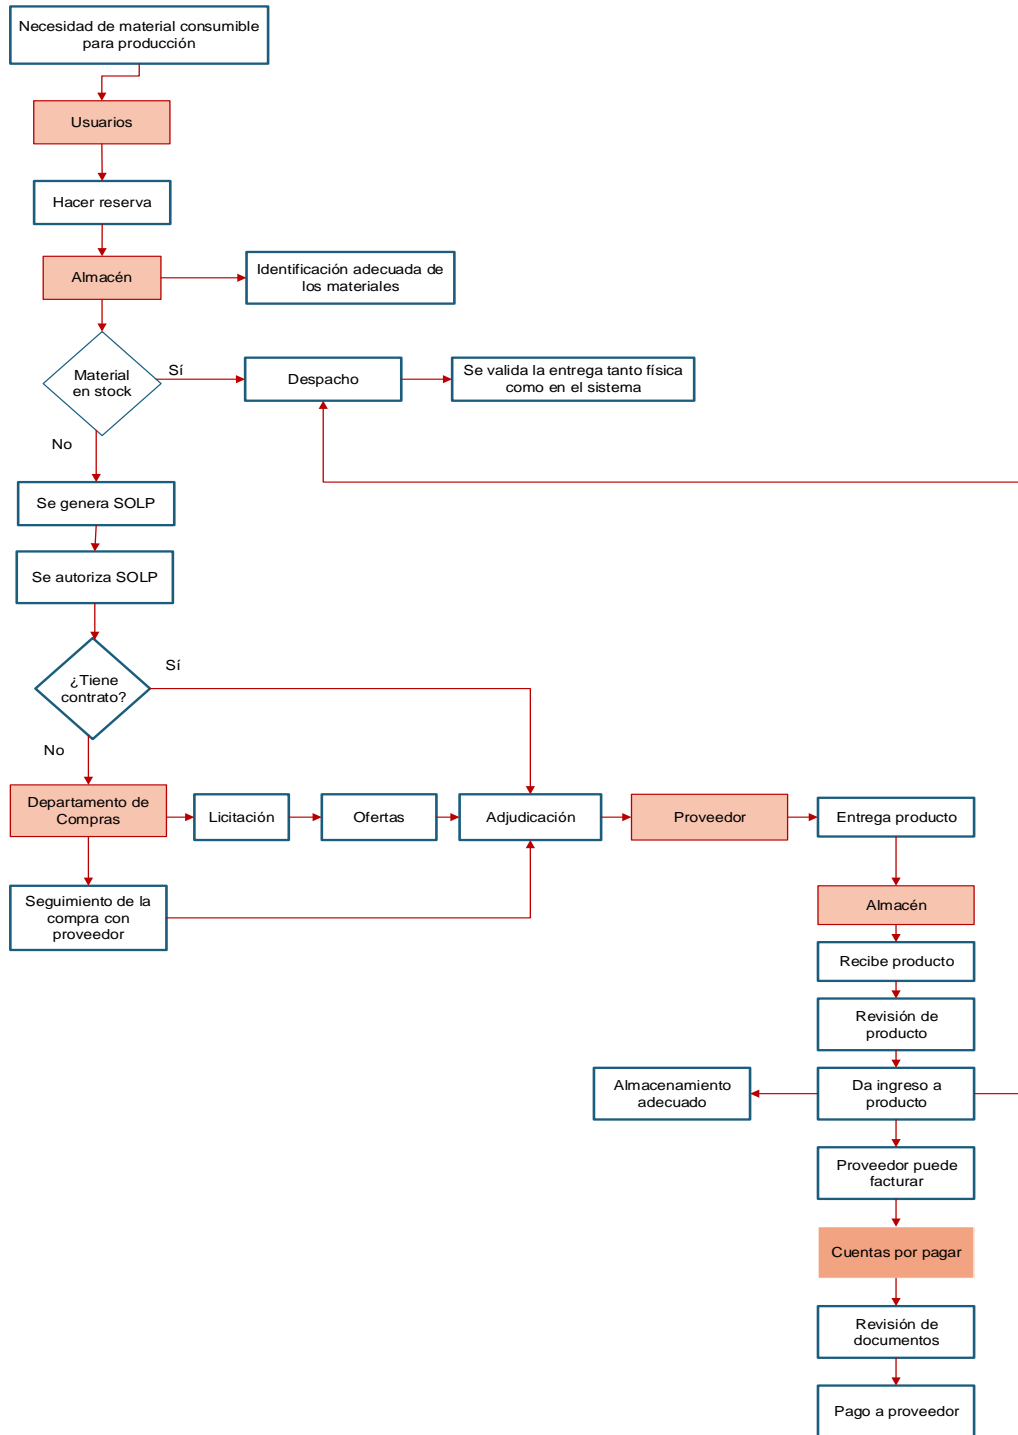 Necesidad de material consumible
para producción
Usuarios
Hacer reserva
Almacén
Identificación adecuada de
los materiales
Material
en stock
Sí
Despacho
Se valida la entrega tanto física
como en el sistema
No
Se genera SOLP
Se autoriza SOLP
¿Tiene
contrato?
Sí
No
Departamento de
Compras
Licitación
Ofertas
Adjudicación
Proveedor
Entrega producto
Seguimiento de la
compra con
proveedor
Almacén
Recibe producto
Revisión de
producto
Almacenamiento
adecuado
Da ingreso a
producto
Proveedor puede
facturar
Cuentas por pagar
Revisión de
documentos
Pago a proveedor